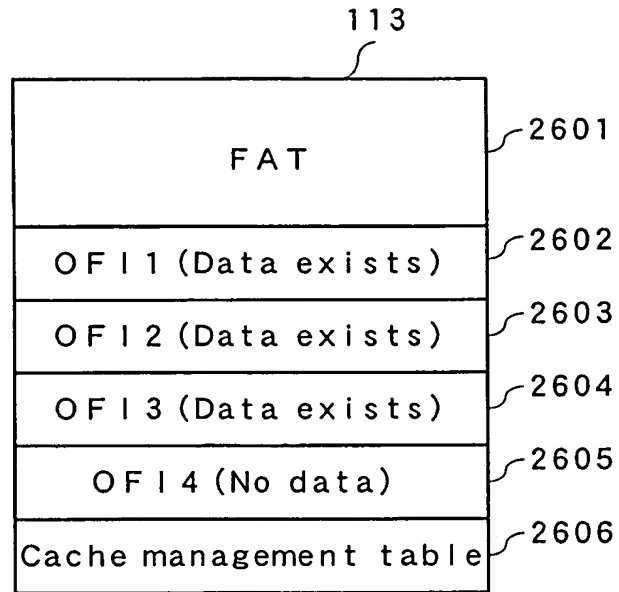 113
FAT
2601
OFI1(Data exists)
2602
OFI2(Data exists)
2603
OFI3(Data exists)
2604
OFI4(No data)
2605
Cache management table
2606